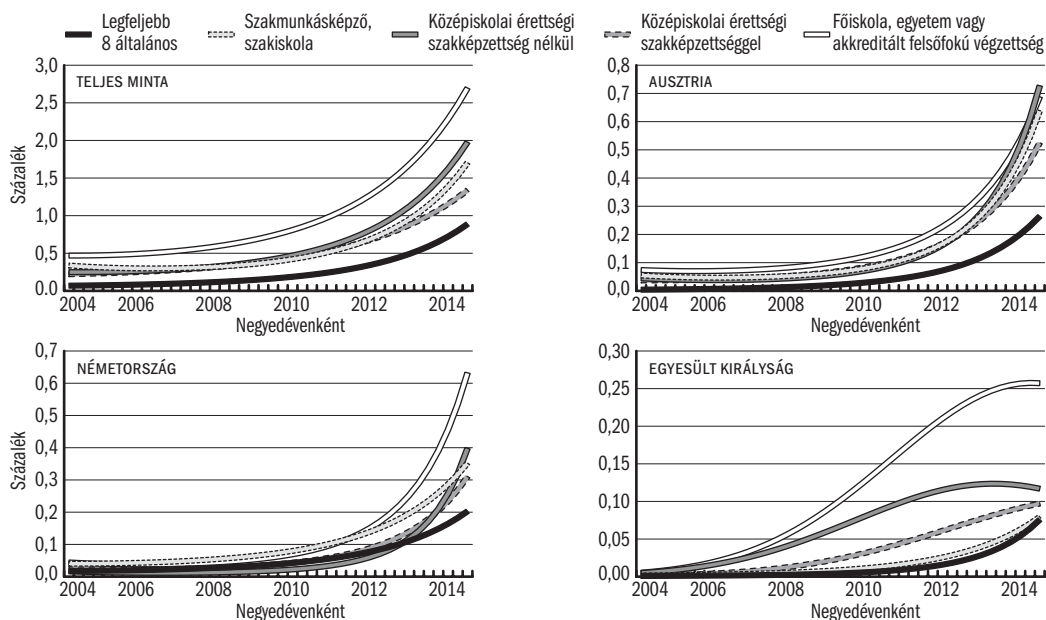 Legfeljebb
8 általános
Szakmunkásképző,
szakiskola
Középiskolai érettségi
szakképzettség nélkül
Középiskolai érettségi
szakképzettséggel
Főiskola, egyetem vagy
akkreditált felsőfokú végzettség
TELJES MINTA
Százalék
3,0
2,5
2,0
1,5
1,0
0,5
0.0
2004 2006 2008 2010 2012 2014
Negyedévenként
AUSZTRIA
0,8
0,7
0,6
0,5
0,4
0,3
0,2
0,1
0,0
2004 2006 2008 2010 2012 2014
Negyedévenként
NÉMETORSZÁG
Százalék
0,7
0,6
0,5
0,4
0,3
0,2
0,1
0,0
2004 2006 2008 2010 2012 2014
Negyedévenként
EGYESÜLT KIRÁLYSÁG
0,30
0,25
0,20
0,15
0,10
0,05
0,00
2004 2006 2008 2010 2012 2014
Negyedévenként